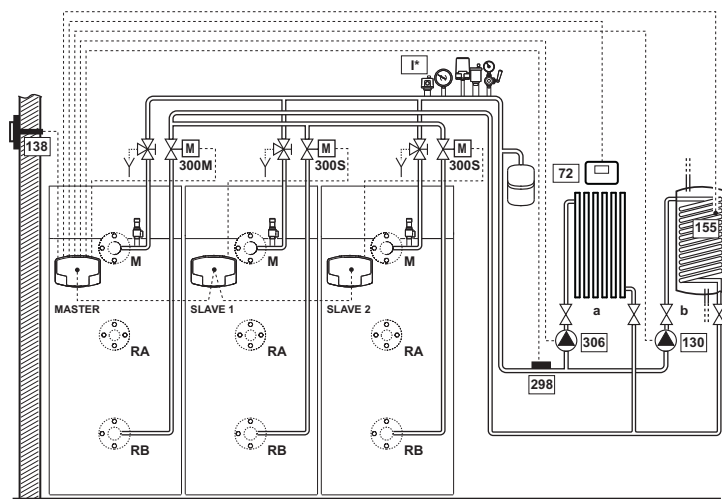 I*
138
M
300M
M
300S
M
300S
72
155
M
M
M
MASTER
SLAVE 1
SLAVE 2
a
b
306
130
RA
RA
RA
298
RB
RB
RB